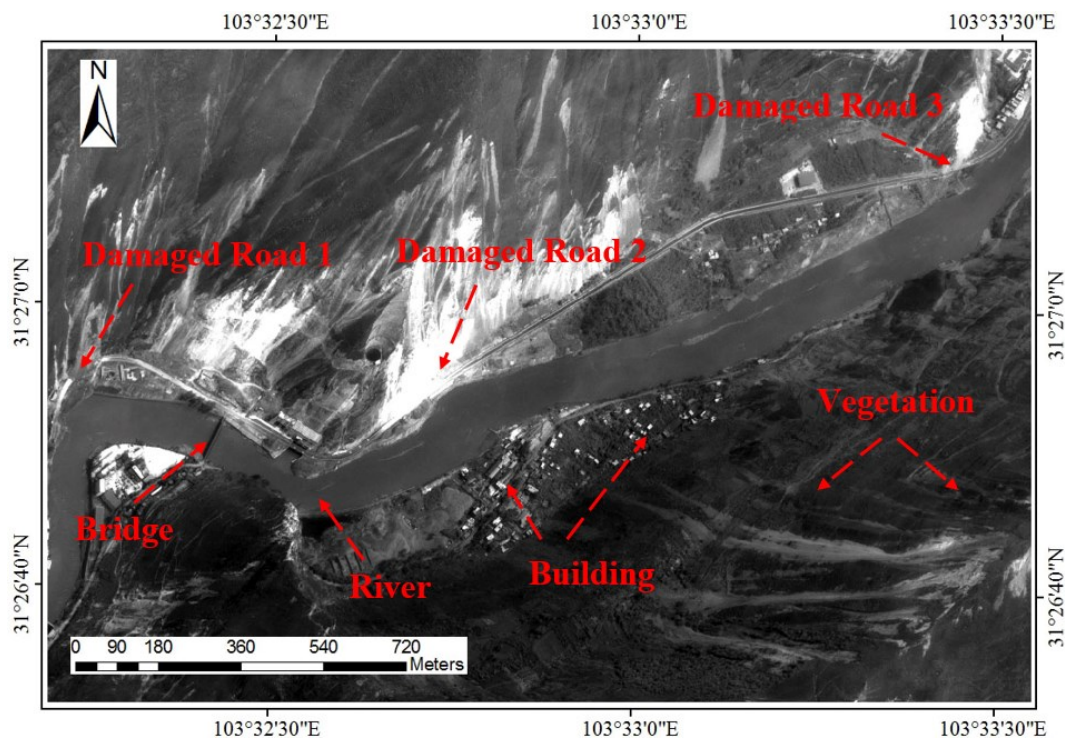 103°32'30"E 103°33'0"E 103°33'30"E
N
Damaged Road 3
Damaged Road 1
Damaged Road 2
31°27'0"N
31°27'0"N
Vegetation
Bridge
River
Building
31°26'40"N
31°26'40"N
0 90 180 360 540 720
Meters
103°32'30"E 103°33'0"E 103°33'30"E